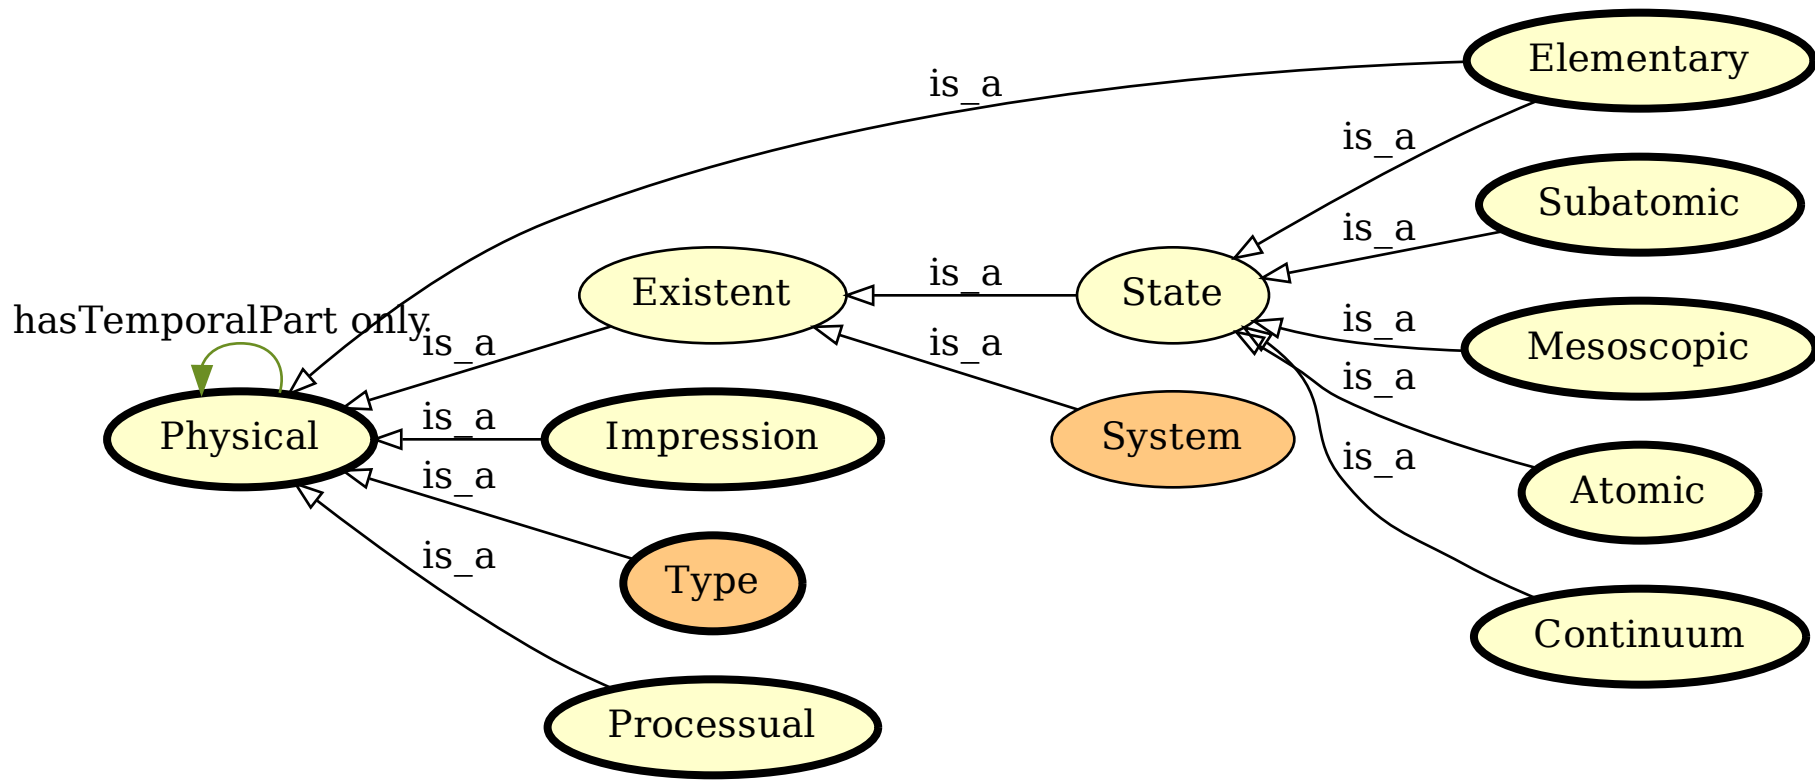 Elementary
is_a
is_a
Subatomic
is_a
Existent
is_a
State
hasTemporalPart only
is_a
is_a
is_a
Mesoscopic
is_a
Physical
is_a
Impression
System
is_a
is_a
Atomic
Type
is_a
Continuum
Processual